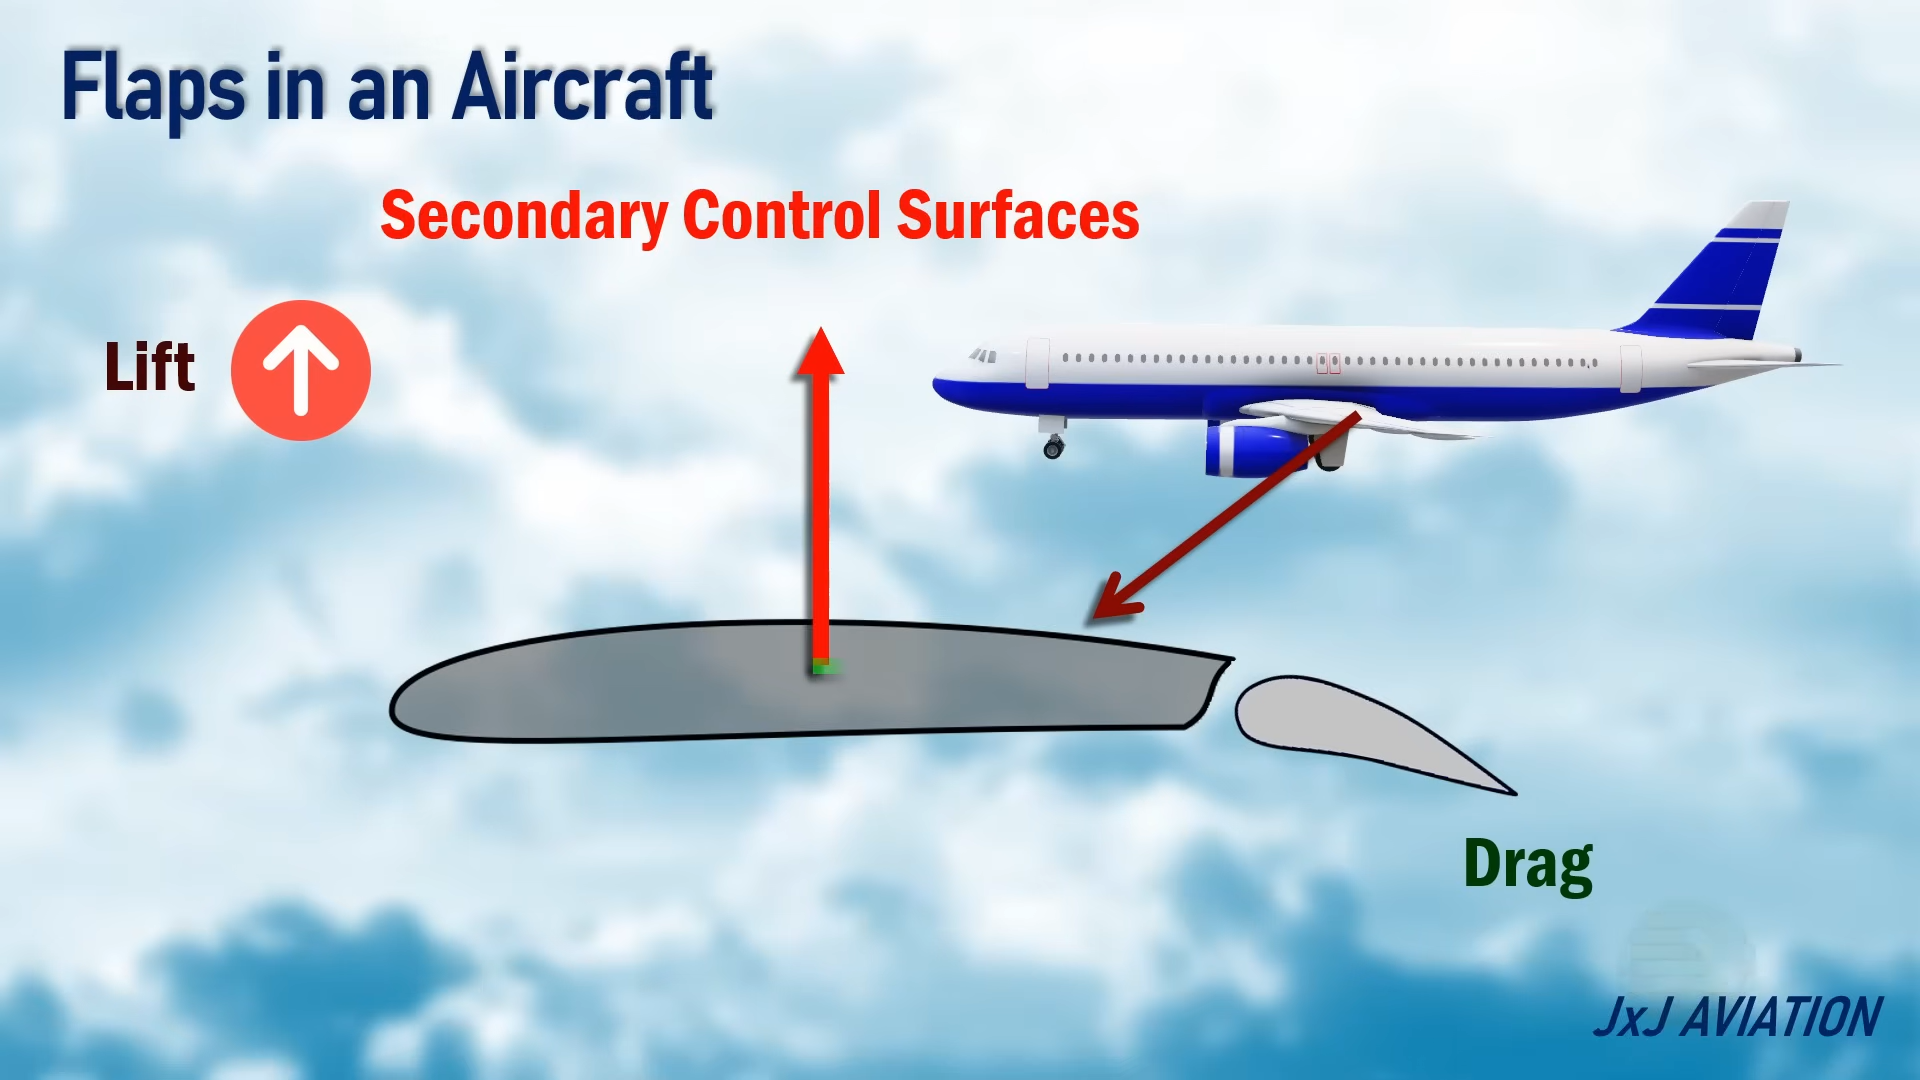 Flaps in an Aircraft
Secondary Control Surfaces
Lift
Drag
JxJ AVIATION